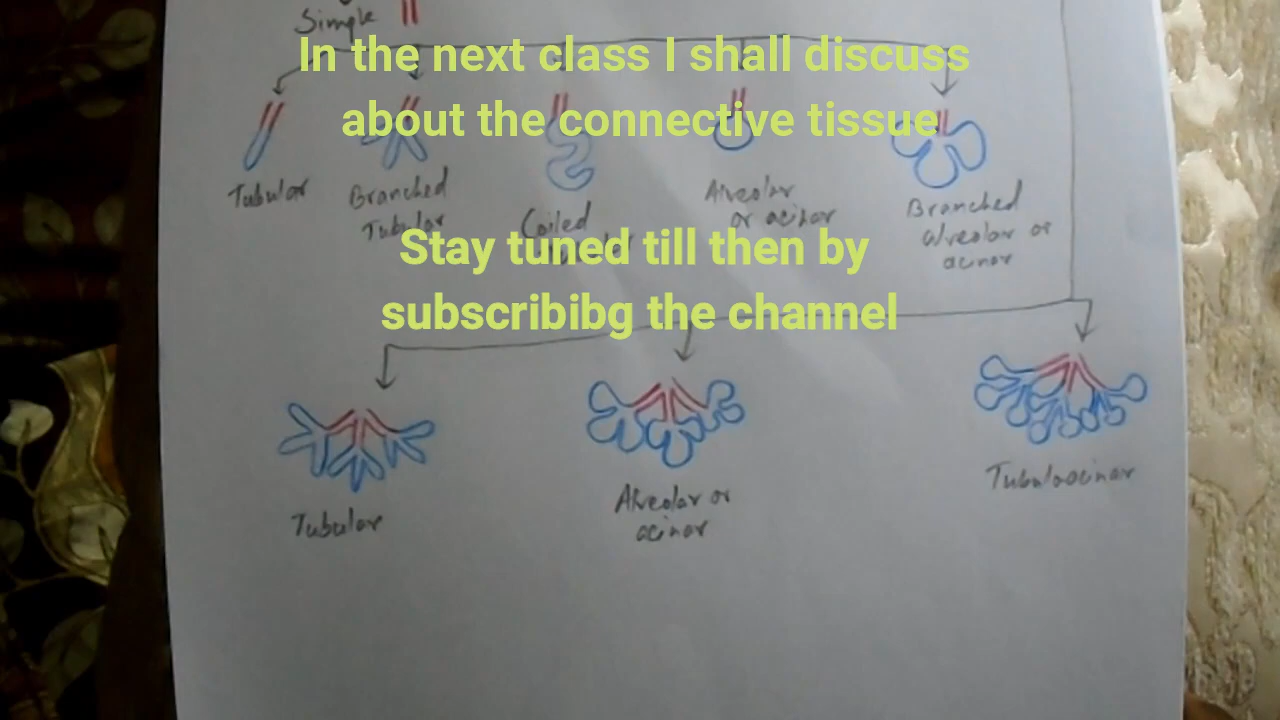 Simple
In the next class I shall discuss
about the connective tissue
Tubular
Branched
Tubular
Coiled
Alveolar
or acinar
Branched
alveolar or
acinar
Stay tuned till then by
subscribibg the channel
Tubular
Alveolar or
acinar
Tubuloacinar